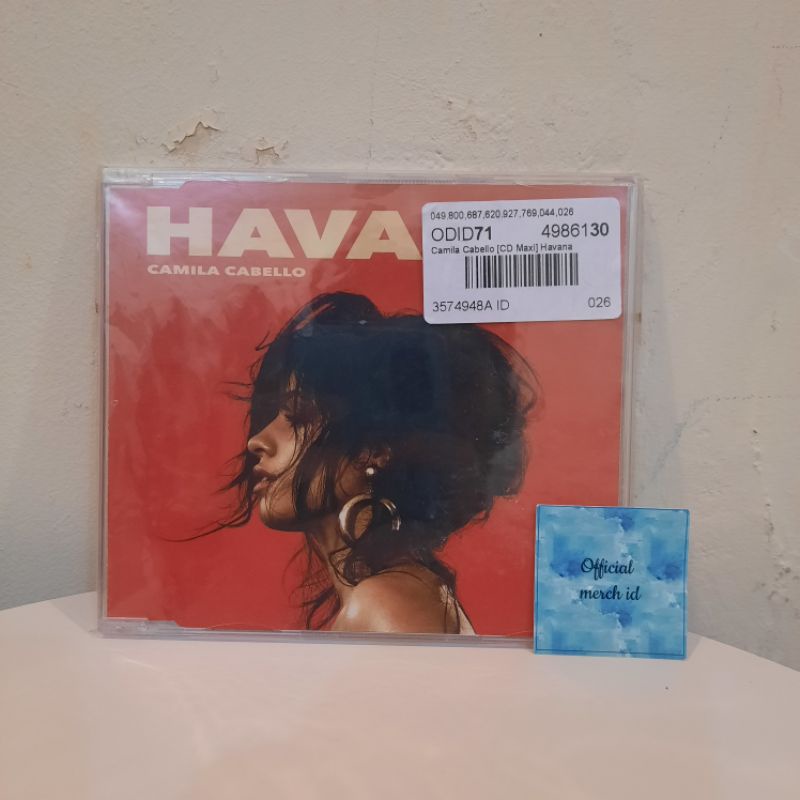 HAVA
CAMILA CABELLO
049,800,687,620,927,769,044,026
ODID71 4986130
Camila Cabello [CD Maxi] Havana
3574948A ID 026
Official
merch id